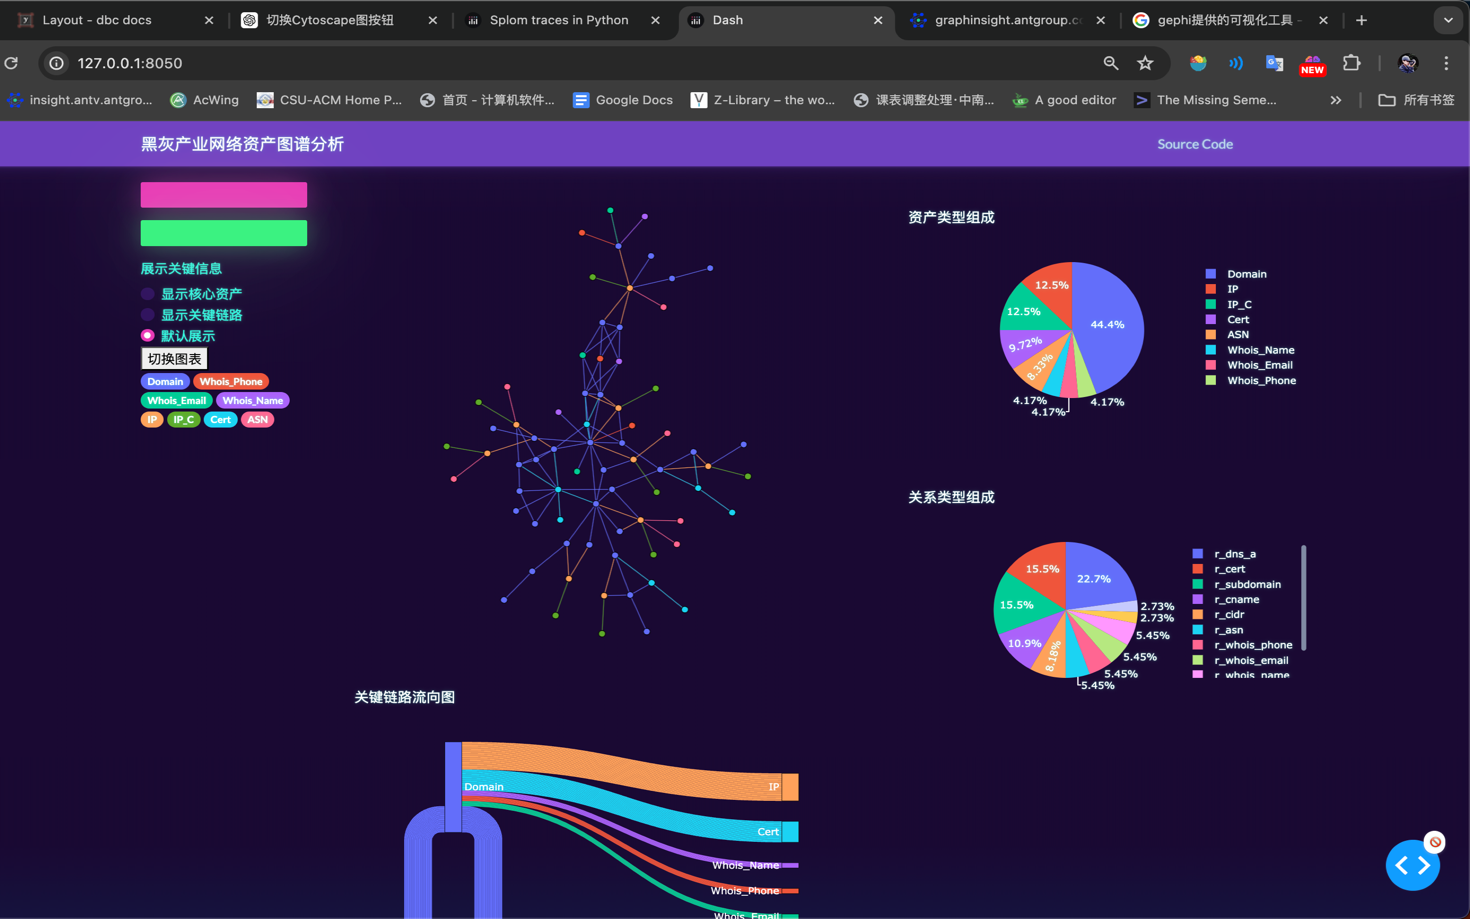 Layout - dbc docs
切换Cytoscape图按钮
Splom traces in Python
Dash
graphinsight.antgroup.c
gephi提供的可视化工具 -
127.0.0.1:8050
NEW
insight.antv.antgro...
AcWing
CSU-ACM Home P...
首页 - 计算机软件...
Google Docs
Z-Library – the wo...
课表调整处理·中南...
A good editor
The Missing Seme...
所有书签
黑灰产业网络资产图谱分析
Source Code
展示关键信息
显示核心资产
显示关键链路
默认展示
切换图表
Domain Whois_Phone
Whois_Email Whois_Name
IP IP_C Cert ASN
资产类型组成
12.5%
44.4%
12.5%
9.72%
8.33%
4.17%
4.17%
4.17%
Domain
IP
IP_C
Cert
ASN
Whois_Name
Whois_Email
Whois_Phone
关系类型组成
15.5%
22.7%
15.5%
2.73%
2.73%
10.9%
5.45%
8.18%
5.45%
5.45%
5.45%
r_dns_a
r_cert
r_subdomain
r_cname
r_cidr
r_asn
r_whois_phone
r_whois_email
r_whois_name
关键链路流向图
Domain
IP
Cert
Whois_Name
Whois_Phone
Whois_Email